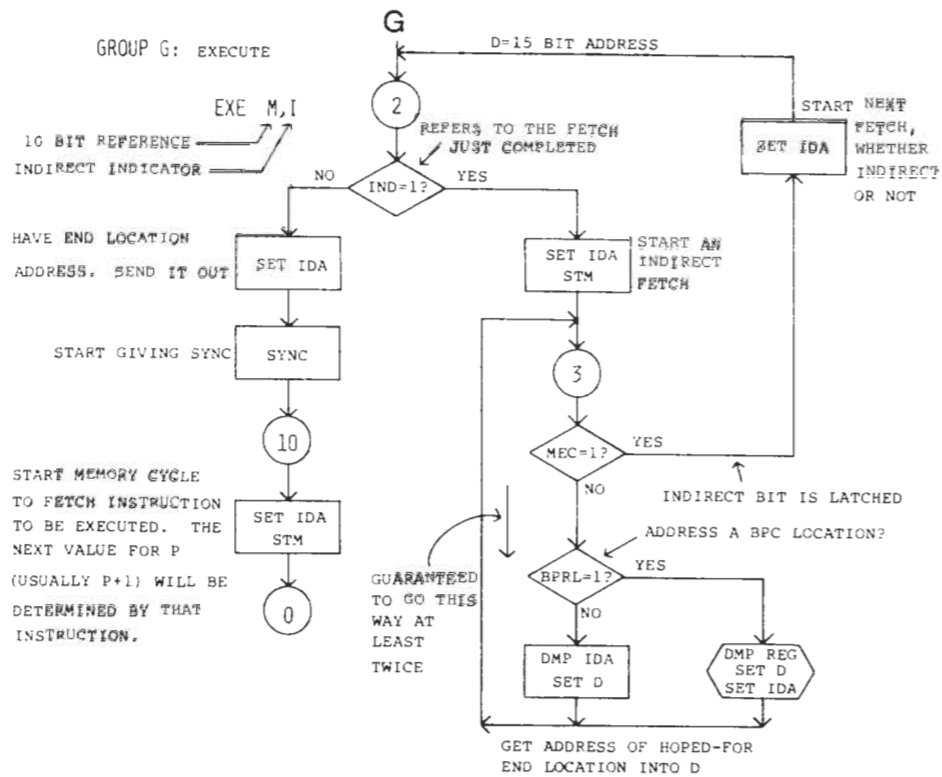 G
GROUP G: EXECUTE
D=15 BIT ADDRESS
2
EXE M,I
16 BIT REFERENCE
INDIRECT INDICATOR
REFERS TO THE FETCH
JUST COMPLETED
START NEXT
FETCH,
WHETHER
INDIRECT
OR NOT
SET IDA
NO
IND=1?
YES
HAVE END LOCATION
ADDRESS. SEND IT OUT
SET IDA
SET IDA
STM
START AN
INDIRECT
FETCH
START GIVING SYNC
SYNC
3
10
MEC=1?
YES
NO
INDIRECT BIT IS LATCHED
START MEMORY CYCLE
TO FETCH INSTRUCTION
TO BE EXECUTED. THE
NEXT VALUE FOR P
(USUALLY P+1) WILL BE
DETERMINED BY THAT
INSTRUCTION.
SET IDA
STM
0
ADDRESS A BPC LOCATION?
GUARANTEED
TO GO THIS
WAY AT
LEAST
TWICE
BPRL=1?
YES
NO
DMP IDA
SET D
DMP REG
SET D
SET IDA
GET ADDRESS OF HOPED-FOR
END LOCATION INTO D